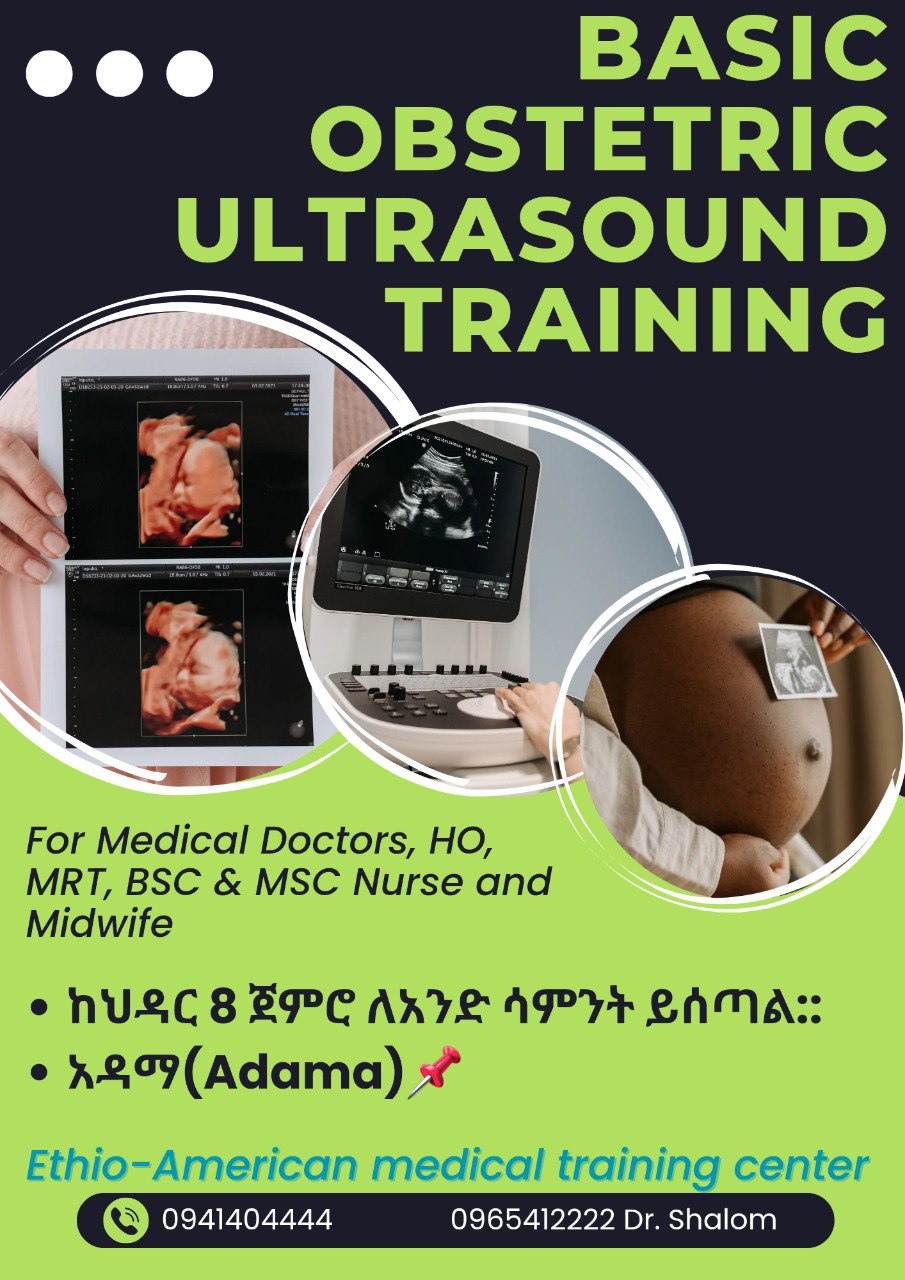 BASIC
OBSTETRIC
ULTRASOUND
TRAINING
For Medical Doctors, HO,
MRT, BSC & MSC Nurse and
Midwife
• ከህዳር 8 ጀምሮ ለአንድ ሳምንት ይሰጣል::
• አዳማ(Adama)📌
Ethio-American medical training center
0941404444 0965412222 Dr. Shalom